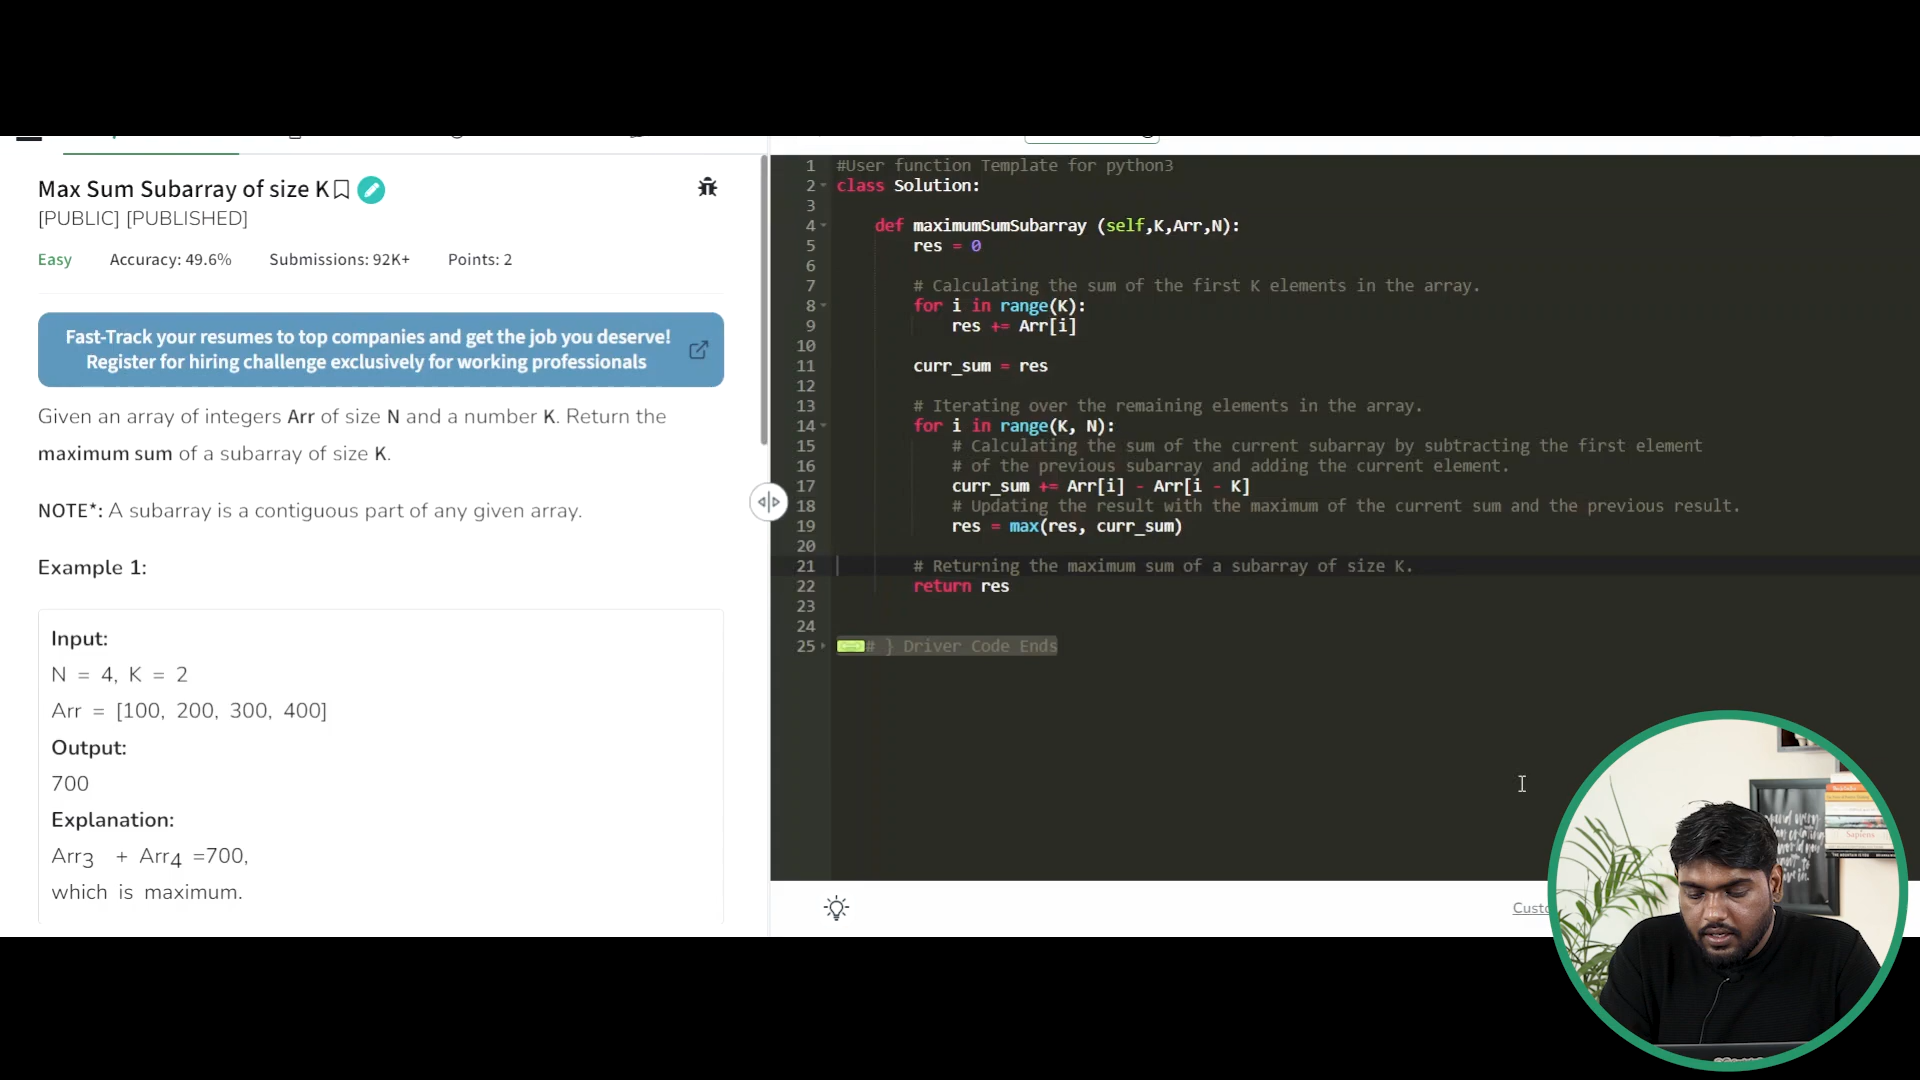 Max Sum Subarray of size K
[PUBLIC] [PUBLISHED]
Easy Accuracy: 49.6% Submissions: 92K+ Points: 2
Fast-Track your resumes to top companies and get the job you deserve!
Register for hiring challenge exclusively for working professionals
Given an array of integers Arr of size N and a number K. Return the
maximum sum of a subarray of size K.
NOTE*: A subarray is a contiguous part of any given array.
Example 1:
Input:
N = 4, K = 2
Arr = [100, 200, 300, 400]
Output:
700
Explanation:
Arr3 + Arr4 =700,
which is maximum.
1 #User function Template for python3
2 class Solution:
3
4 def maximumSumSubarray (self,K,Arr,N):
5 res = 0
6
7 # Calculating the sum of the first K elements in the array.
8 for i in range(K):
9 res += Arr[i]
10
11 curr_sum = res
12
13 # Iterating over the remaining elements in the array.
14 for i in range(K, N):
15 # Calculating the sum of the current subarray by subtracting the first element
16 # of the previous subarray and adding the current element.
17 curr_sum += Arr[i] - Arr[i - K]
18 # Updating the result with the maximum of the current sum and the previous result.
19 res = max(res, curr_sum)
20
21 # Returning the maximum sum of a subarray of size K.
22 return res
23
24
25 # } Driver Code Ends
Custo
Sapiens